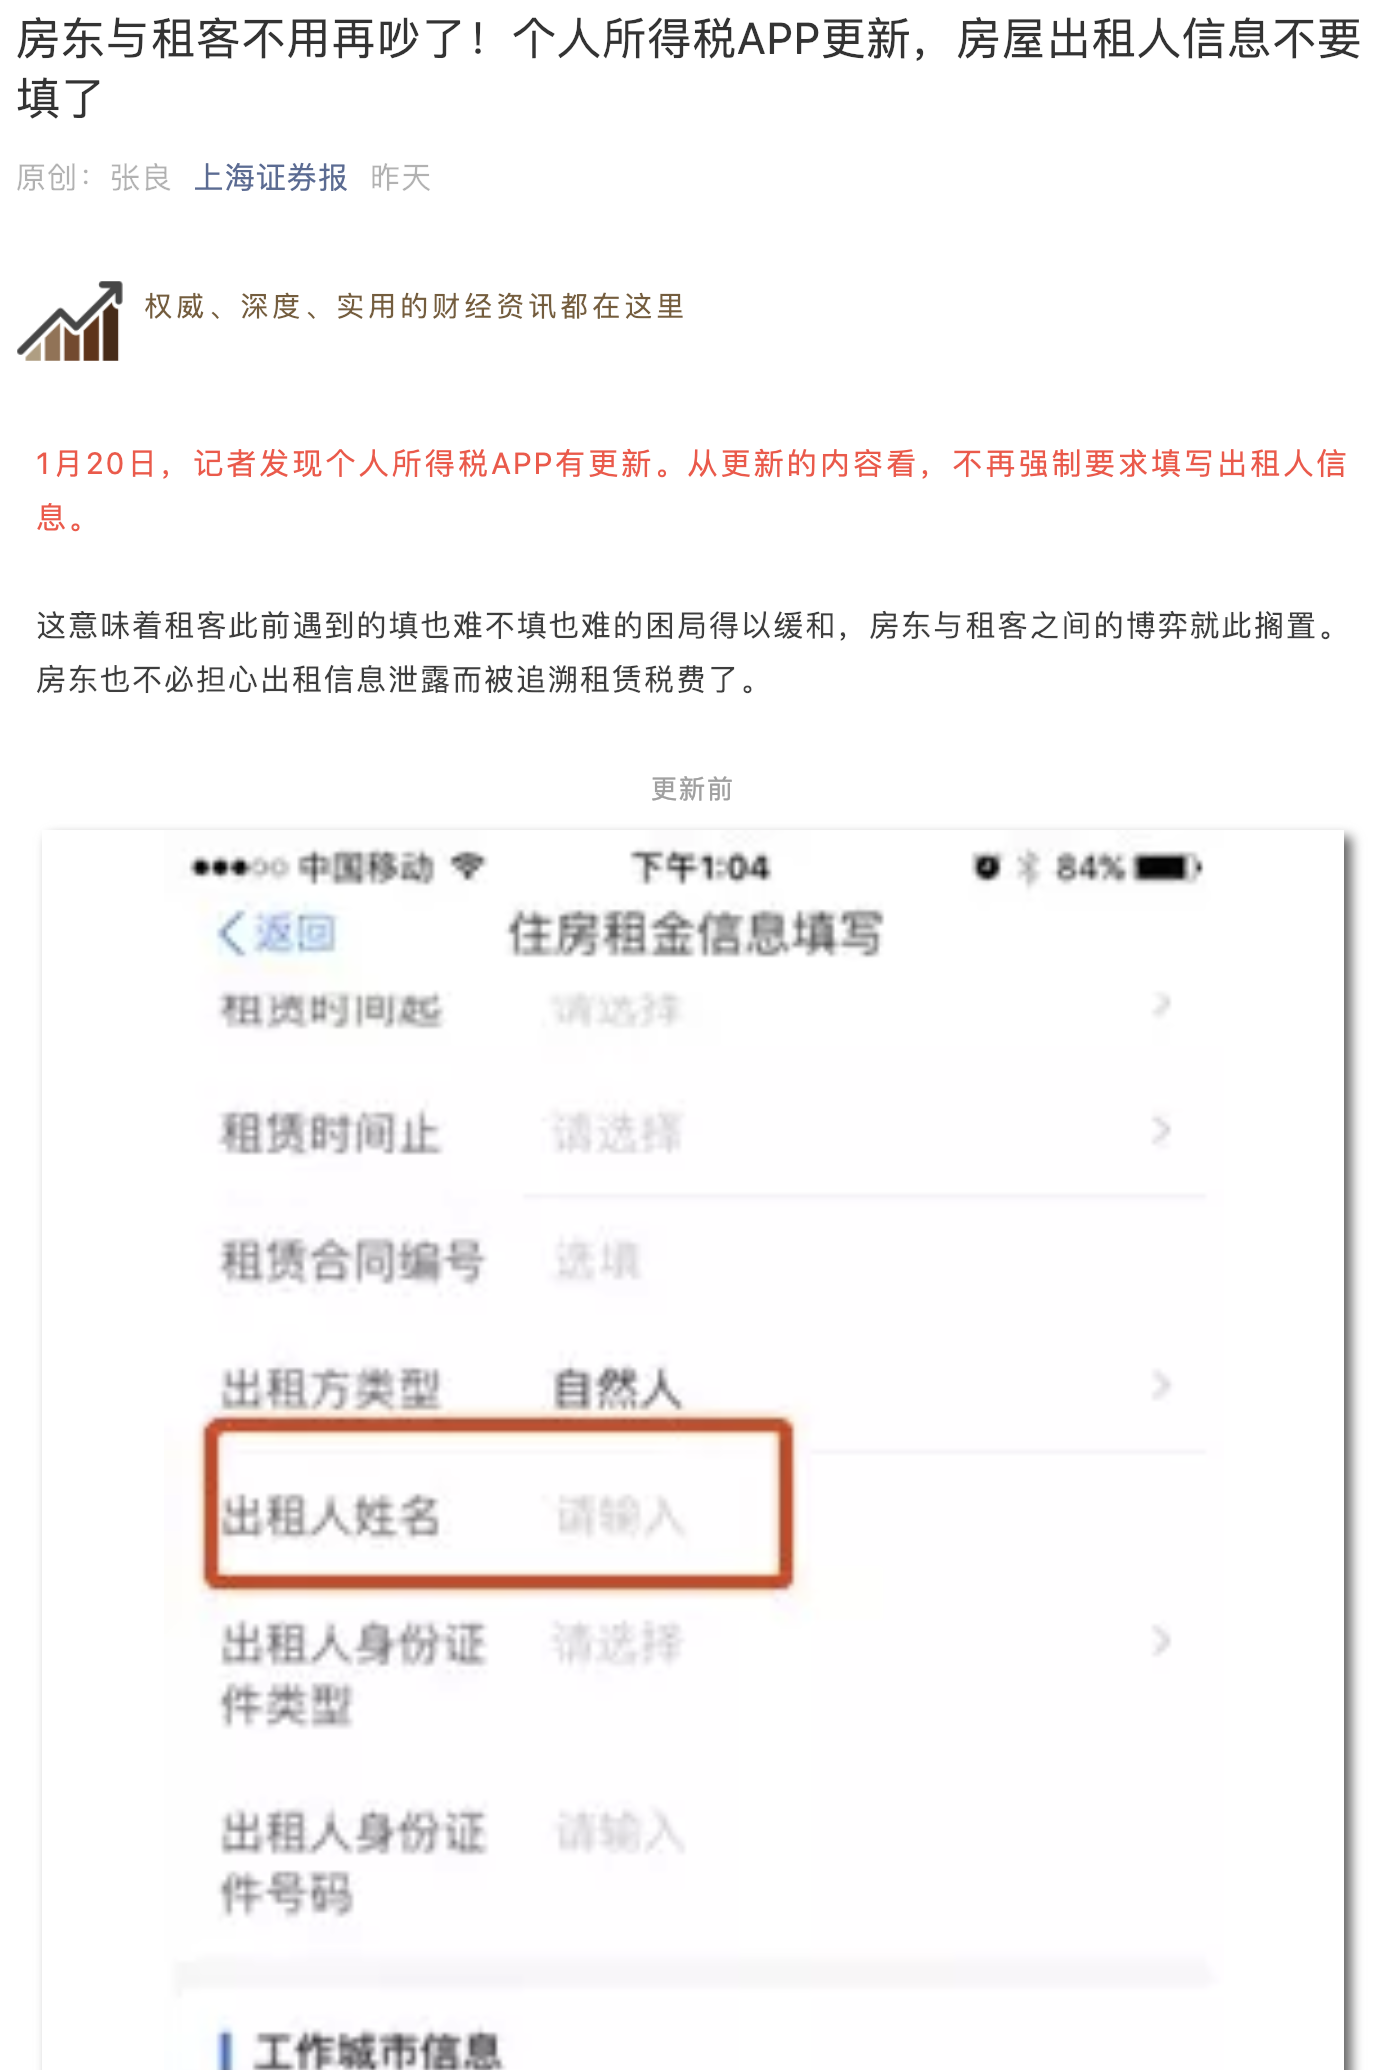 房东与租客不用再吵了！个人所得税APP更新，房屋出租人信息不要
填了
原创：张良 上海证券报 昨天
权威、深度、实用的财经资讯都在这里
1月20日，记者发现个人所得税APP有更新。从更新的内容看，不再强制要求填写出租人信
息。
这意味着租客此前遇到的填也难不填也难的困局得以缓和，房东与租客之间的博弈就此搁置。
房东也不必担心出租信息泄露而被追溯租赁税费了。
更新前
中国移动 下午1:04 84%
返回 住房租金信息填写
租赁时间起 请选择
租赁时间止 请选择
租赁合同编号 选填
出租方类型 自然人
出租人姓名 请输入
出租人身份证 请选择
件类型
出租人身份证 请输入
件号码
工作城市信息